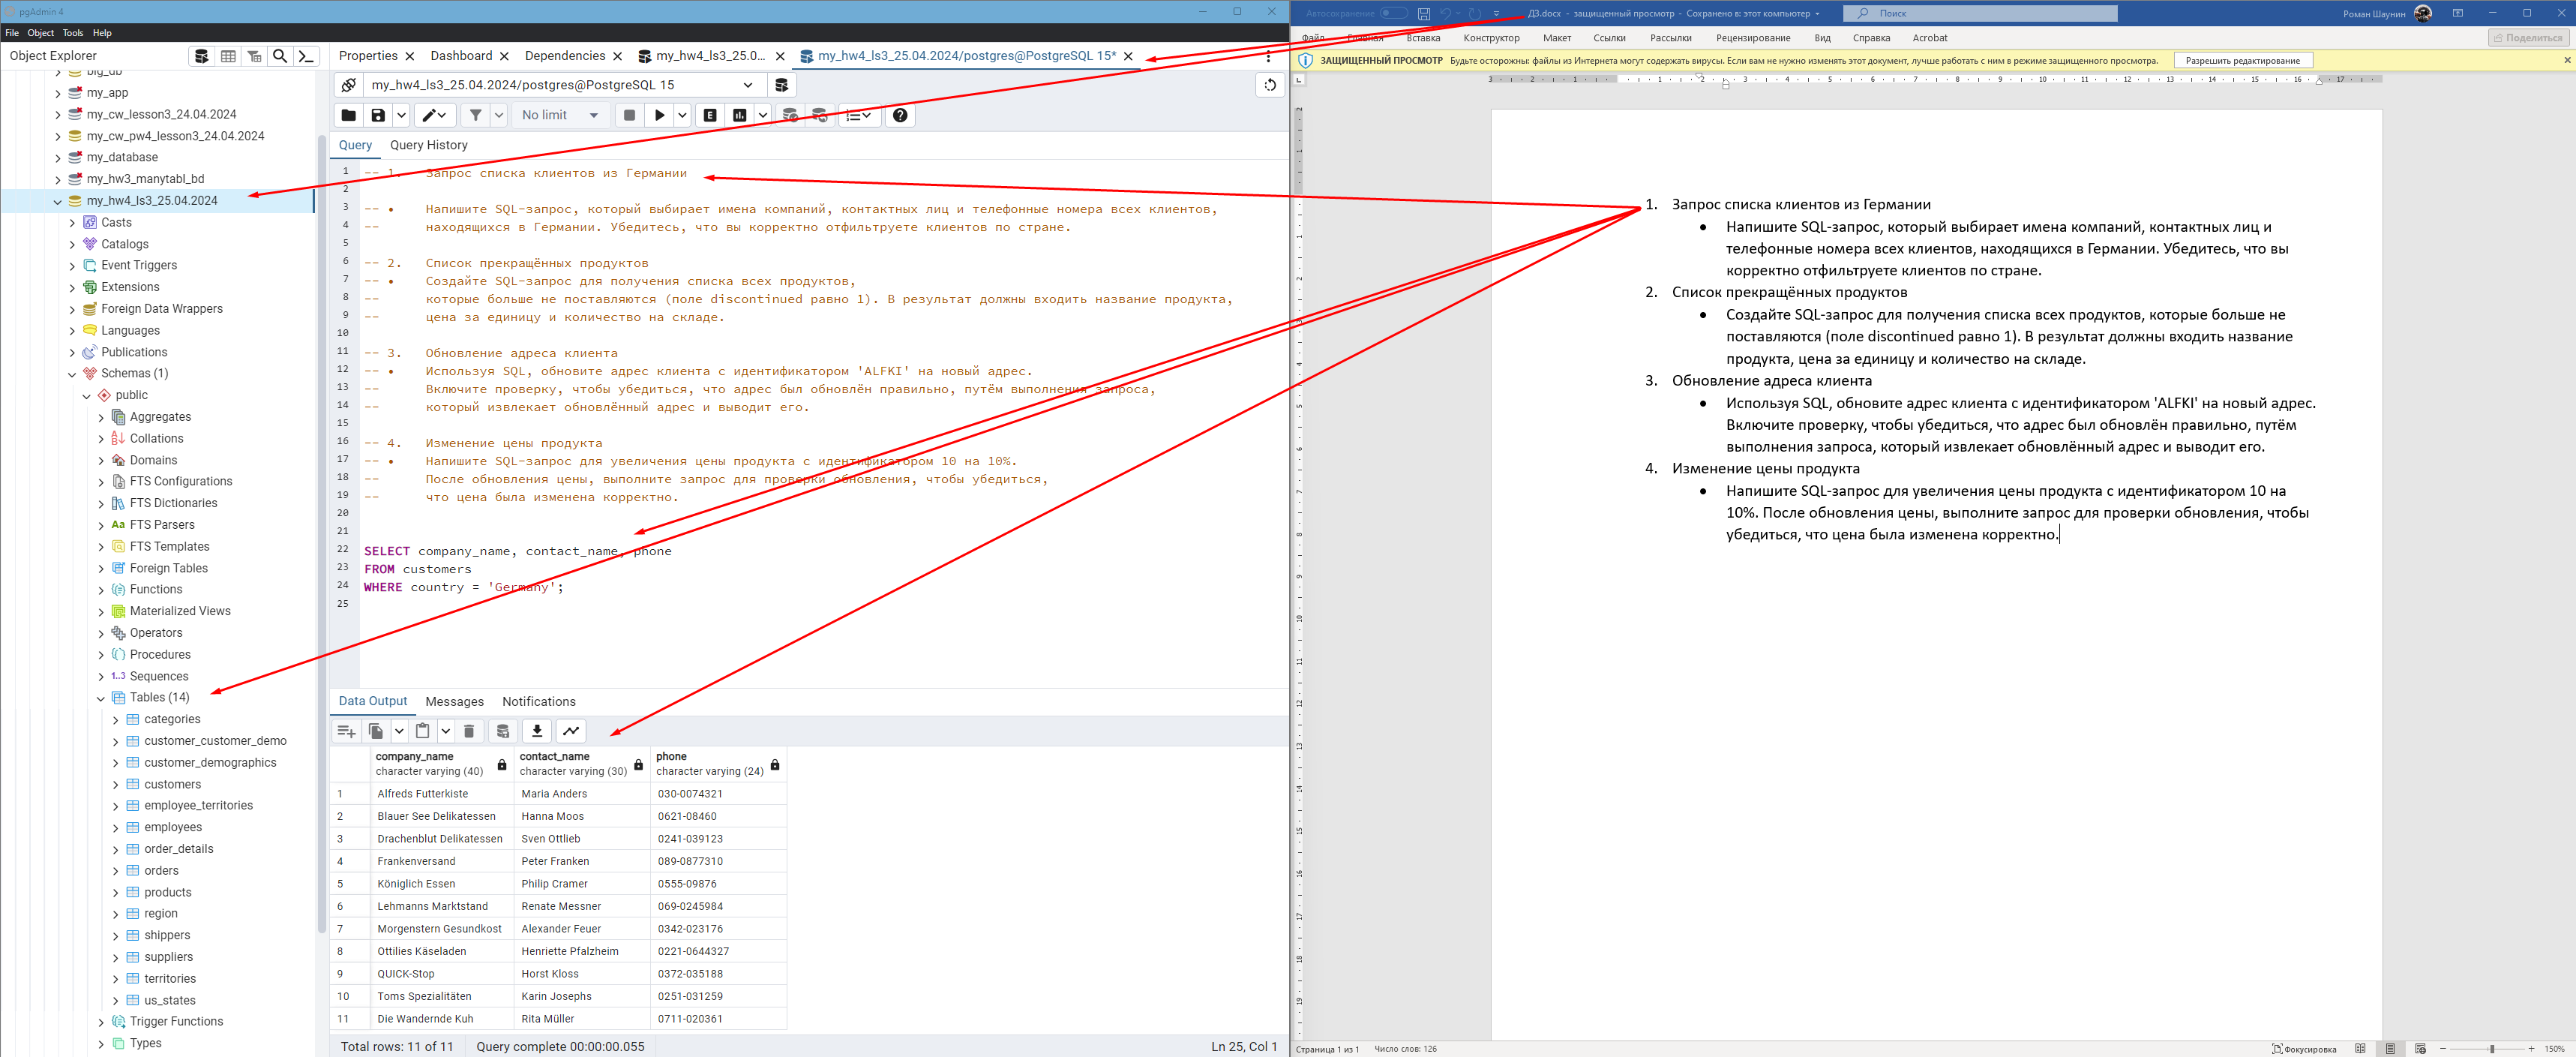 pgAdmin 4
File Object Tools Help
Object Explorer
big_db
my_app
my_cw_lesson3_24.04.2024
my_cw_pw4_lesson3_24.04.2024
my_database
my_hw3_manytabl_bd
my_hw4_ls3_25.04.2024
Casts
Catalogs
Event Triggers
Extensions
Foreign Data Wrappers
Languages
Publications
Schemas (1)
public
Aggregates
Collations
Domains
FTS Configurations
FTS Dictionaries
Aa FTS Parsers
FTS Templates
Foreign Tables
Functions
Materialized Views
Operators
Procedures
1..3 Sequences
Tables (14)
categories
customer_customer_demo
customer_demographics
customers
employee_territories
employees
order_details
orders
products
region
shippers
suppliers
territories
us_states
Trigger Functions
Types
Properties Dashboard Dependencies my_hw4_ls3_25.0... my_hw4_ls3_25.04.2024/postgres@PostgreSQL 15*
my_hw4_ls3_25.04.2024/postgres@PostgreSQL 15
No limit
Query Query History
1 -- 1. Запрос списка клиентов из Германии
2
3 -- • Напишите SQL-запрос, который выбирает имена компаний, контактных лиц и телефонные номера всех клиентов,
4 -- находящихся в Германии. Убедитесь, что вы корректно отфильтруете клиентов по стране.
5
6 -- 2. Список прекращённых продуктов
7 -- • Создайте SQL-запрос для получения списка всех продуктов,
8 -- которые больше не поставляются (поле discontinued равно 1). В результат должны входить название продукта,
9 -- цена за единицу и количество на складе.
10
11 -- 3. Обновление адреса клиента
12 -- • Используя SQL, обновите адрес клиента с идентификатором 'ALFKI' на новый адрес.
13 -- Включите проверку, чтобы убедиться, что адрес был обновлён правильно, путём выполнения запроса,
14 -- который извлекает обновлённый адрес и выводит его.
15
16 -- 4. Изменение цены продукта
17 -- • Напишите SQL-запрос для увеличения цены продукта с идентификатором 10 на 10%.
18 -- После обновления цены, выполните запрос для проверки обновления, чтобы убедиться,
19 -- что цена была изменена корректно.
20
21
22 SELECT company_name, contact_name, phone
23 FROM customers
24 WHERE country = 'Germany';
25
Data Output Messages Notifications
company_name contact_name phone
character varying (40) character varying (30) character varying (24)
1 Alfreds Futterkiste Maria Anders 030-0074321
2 Blauer See Delikatessen Hanna Moos 0621-08460
3 Drachenblut Delikatessen Sven Ottlieb 0241-039123
4 Frankenversand Peter Franken 089-0877310
5 Königlich Essen Philip Cramer 0555-09876
6 Lehmanns Marktstand Renate Messner 069-0245984
7 Morgenstern Gesundkost Alexander Feuer 0342-023176
8 Ottilies Käseladen Henriette Pfalzheim 0221-0644327
9 QUICK-Stop Horst Kloss 0372-035188
10 Toms Spezialitäten Karin Josephs 0251-031259
11 Die Wandernde Kuh Rita Müller 0711-020361
Total rows: 11 of 11 Query complete 00:00:00.055 Ln 25, Col 1
Автосохранение ДЗ.docx - защищенный просмотр - Сохранено в: этот компьютер Поиск Роман Шаунин
Файл Главная Вставка Конструктор Макет Ссылки Рассылки Рецензирование Вид Справка Acrobat Поделиться
ЗАЩИЩЕННЫЙ ПРОСМОТР Будьте осторожны: файлы из Интернета могут содержать вирусы. Если вам не нужно изменять этот документ, лучше работать с ним в режиме защищенного просмотра. Разрешить редактирование
1. Запрос списка клиентов из Германии
• Напишите SQL-запрос, который выбирает имена компаний, контактных лиц и
телефонные номера всех клиентов, находящихся в Германии. Убедитесь, что вы
корректно отфильтруете клиентов по стране.
2. Список прекращённых продуктов
• Создайте SQL-запрос для получения списка всех продуктов, которые больше не
поставляются (поле discontinued равно 1). В результат должны входить название
продукта, цена за единицу и количество на складе.
3. Обновление адреса клиента
• Используя SQL, обновите адрес клиента с идентификатором 'ALFKI' на новый адрес.
Включите проверку, чтобы убедиться, что адрес был обновлён правильно, путём
выполнения запроса, который извлекает обновлённый адрес и выводит его.
4. Изменение цены продукта
• Напишите SQL-запрос для увеличения цены продукта с идентификатором 10 на
10%. После обновления цены, выполните запрос для проверки обновления, чтобы
убедиться, что цена была изменена корректно.
Страница 1 из 1 Число слов: 126 Фокусировка 150%